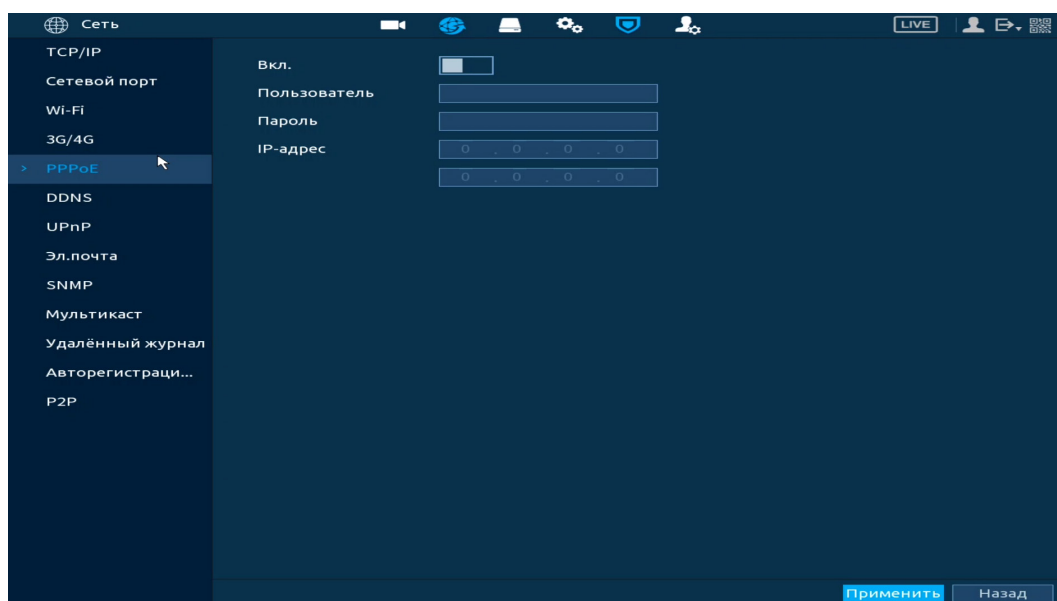 Сеть
LIVE
TCP/IP
Сетевой порт
Wi-Fi
3G/4G
> PPPoE
DDNS
UPnP
Эл.почта
SNMP
Мультикаст
Удалённый журнал
Авторегистраци...
P2P
Вкл.
Пользователь
Пароль
IP-адрес
0 . 0 . 0 . 0
0 . 0 . 0 . 0
Применить
Назад